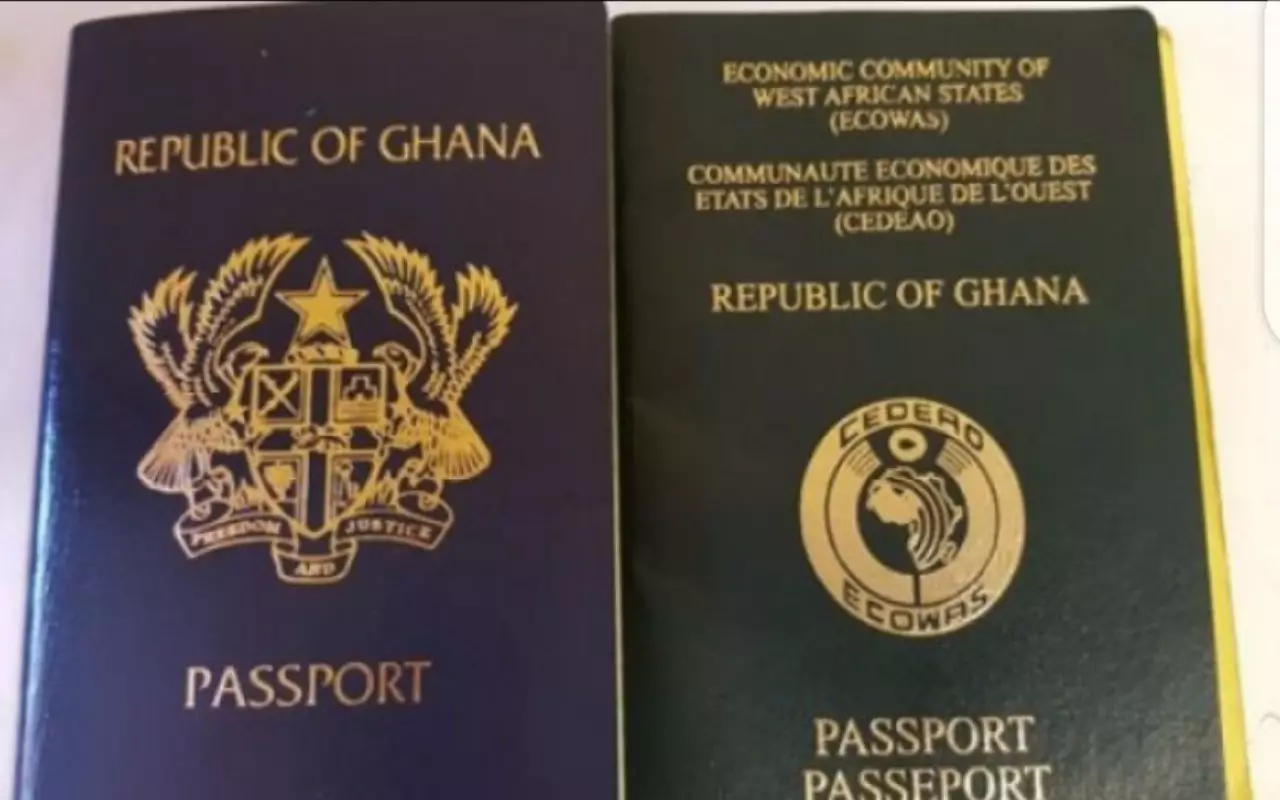 REPUBLIC OF GHANA
FREEDOM
AND
JUSTICE
PASSPORT
ECONOMIC COMMUNITY OF
WEST AFRICAN STATES
(ECOWAS)
COMMUNAUTE ECONOMIQUE DES
ETATS DE L'AFRIQUE DE L'OUEST
(CEDEAO)
REPUBLIC OF GHANA
CEDEAO
ECOWAS
PASSPORT
PASSEPORT